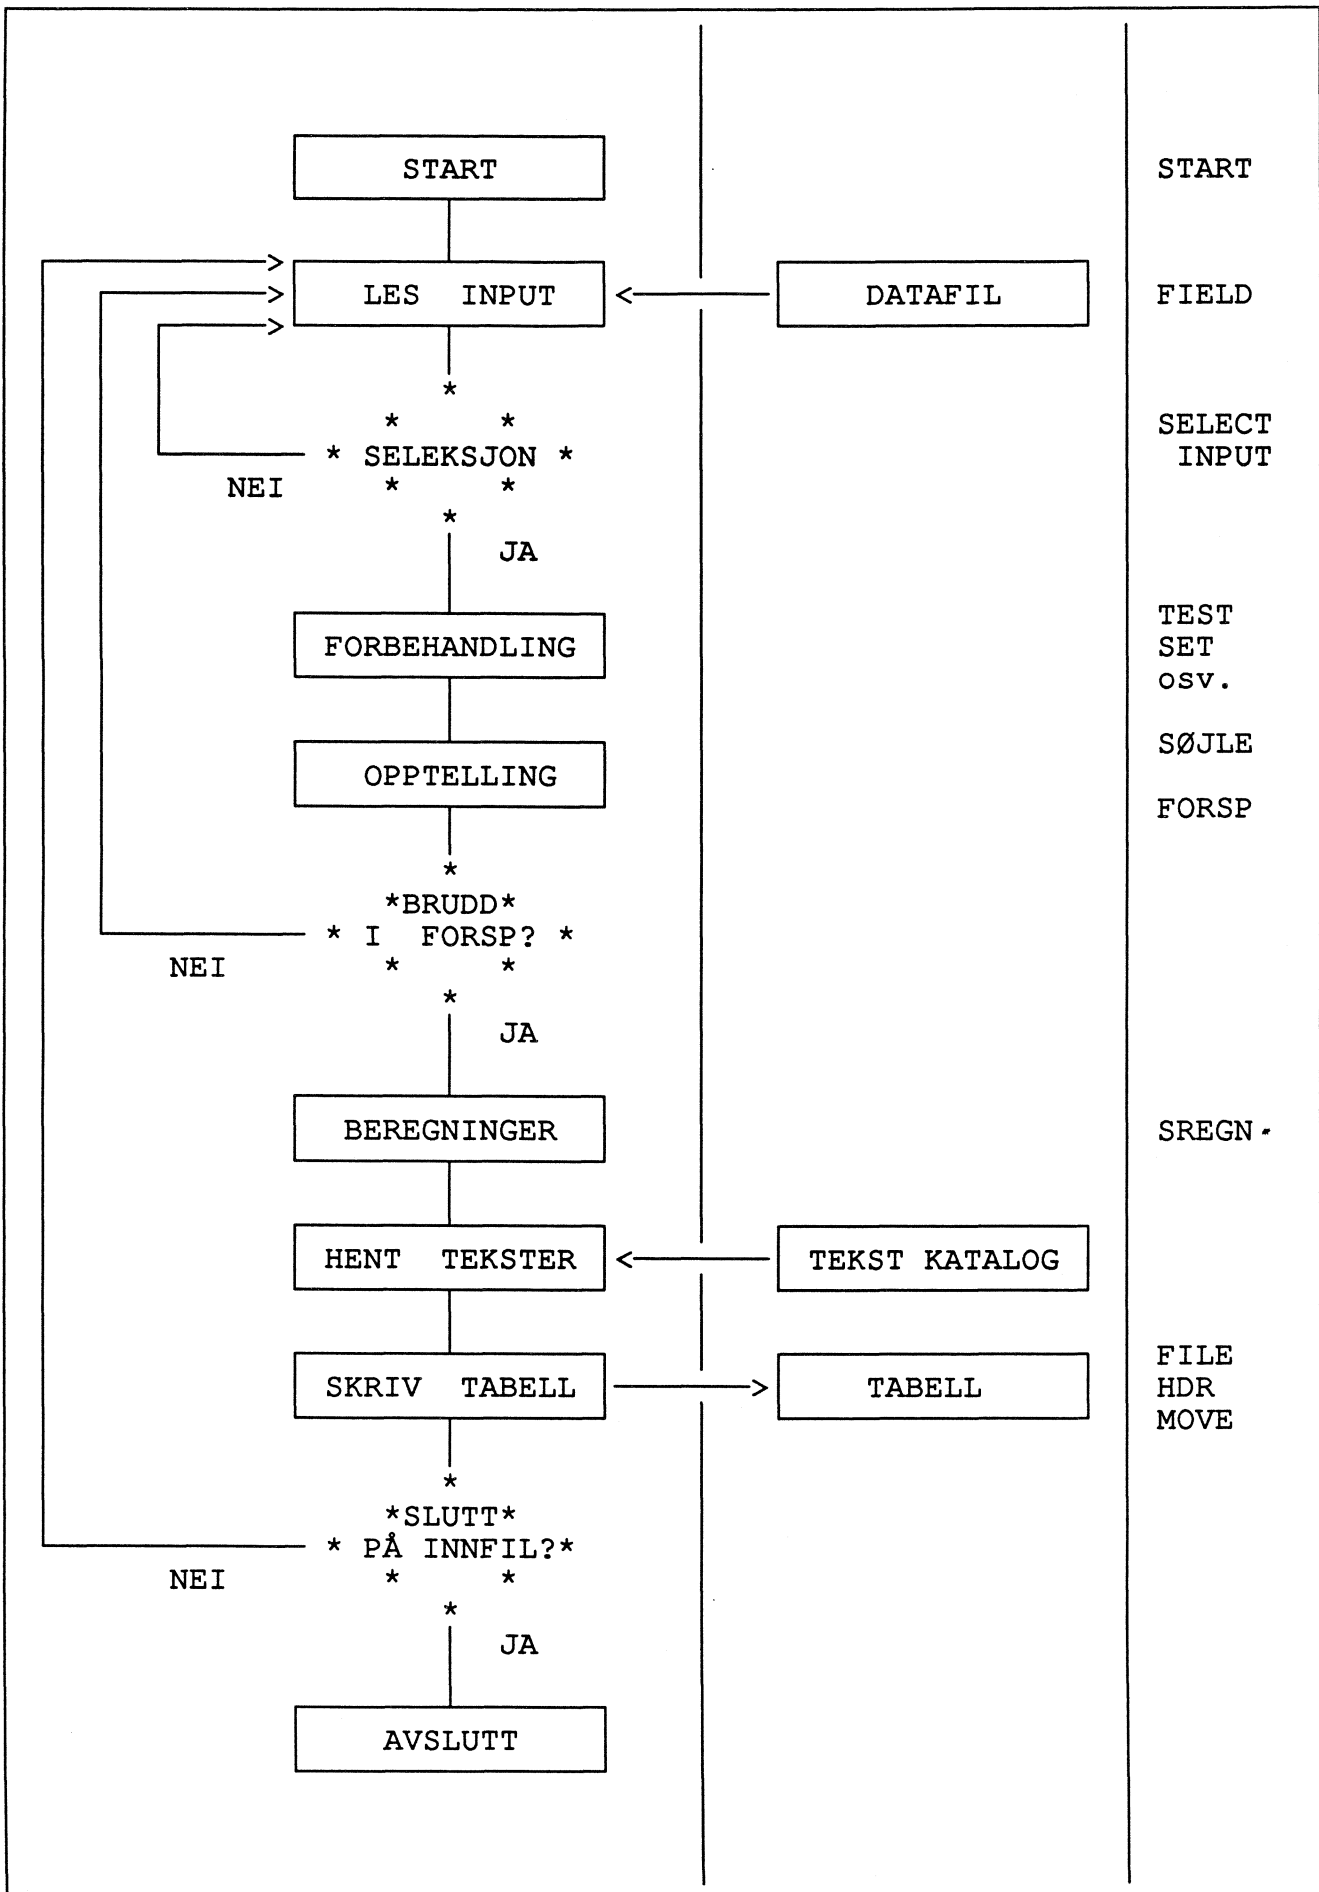 START START
LES INPUT DATAFIL FIELD
SELECT
SELEKSJON INPUT
NEI
JA
TEST
FORBEHANDLING SET
osv.
SØJLE
OPPTELLING
FORSP
BRUDD
I FORSP?
NEI
JA
BEREGNINGER SREGN
HENT TEKSTER TEKST KATALOG
FILE
SKRIV TABELL TABELL HDR
MOVE
SLUTT
PÅ INNFIL?
NEI
JA
AVSLUTT